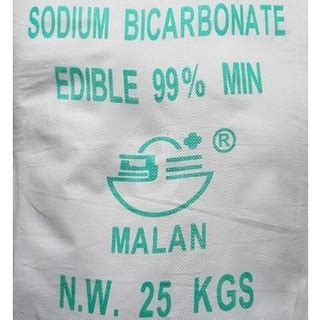 SODIUM BICARBONATE
EDIBLE 99% MIN
®
MALAN
N.W. 25 KGS